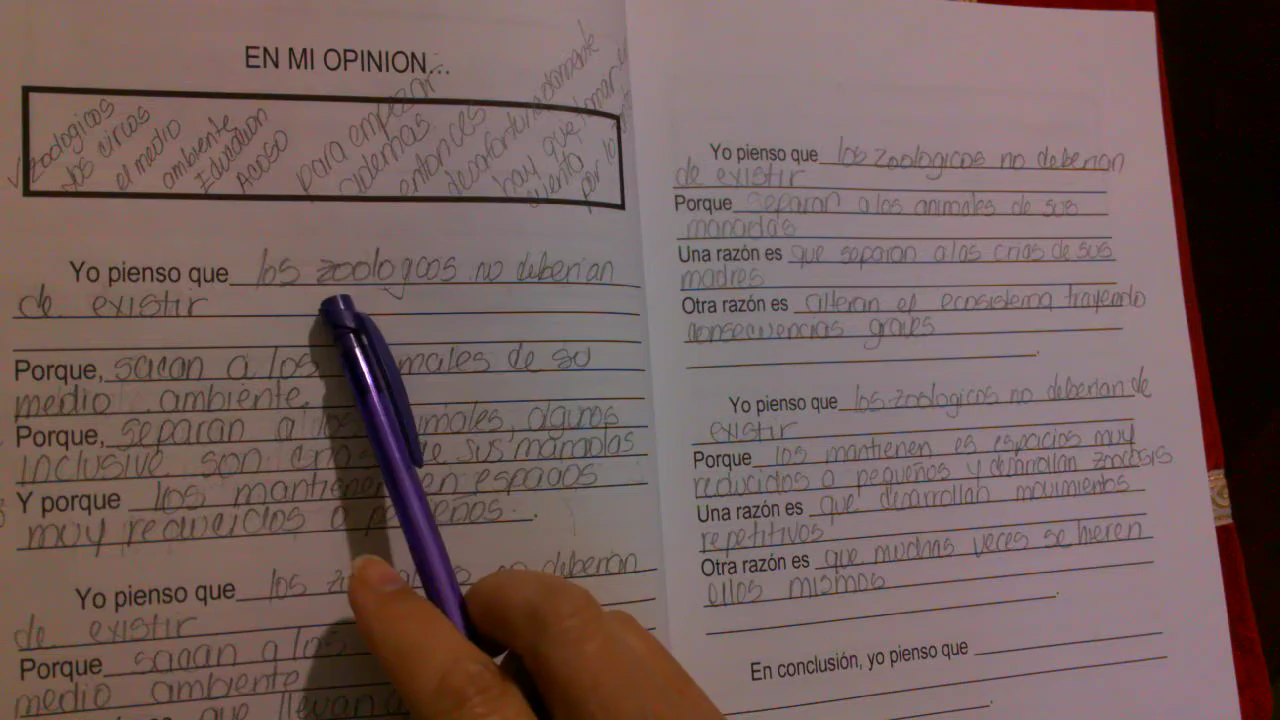 EN MI OPINION...
✓ zoologicos
los circos
el medio
ambiente
Educacion
Acoso
para empezar
ademas
entonces
desafortunadamente
hay que tomar en
cuenta
por lo
Yo pienso que los zoologicos no deberian
de existir
Porque, sacan a los males de su
medio ambiente
Porque, separan a los imales, algunos
inclusive son crias de sus manadas
Y porque los mantienen en espacios
muy reducidos o pequeños.
Yo pienso que los no deberian
de existir
Porque sacan a los
medio ambiente
que llevan
Yo pienso que los zoologicos no deberian
de existir
Porque separan a los animales de sus
manadas
Una razón es que separan a las crias de sus
madres
Otra razón es alteran el ecosistema trayendo
consecuencias graves
Yo pienso que los zoologicos no deberian de
existir
Porque los mantienen es espacios muy
reducidos o pequeños y desarrollan zoocosis
Una razón es que desarrollan movimientos
repetitivos
Otra razón es que muchas veces se hieren
ellos mismos
En conclusión, yo pienso que